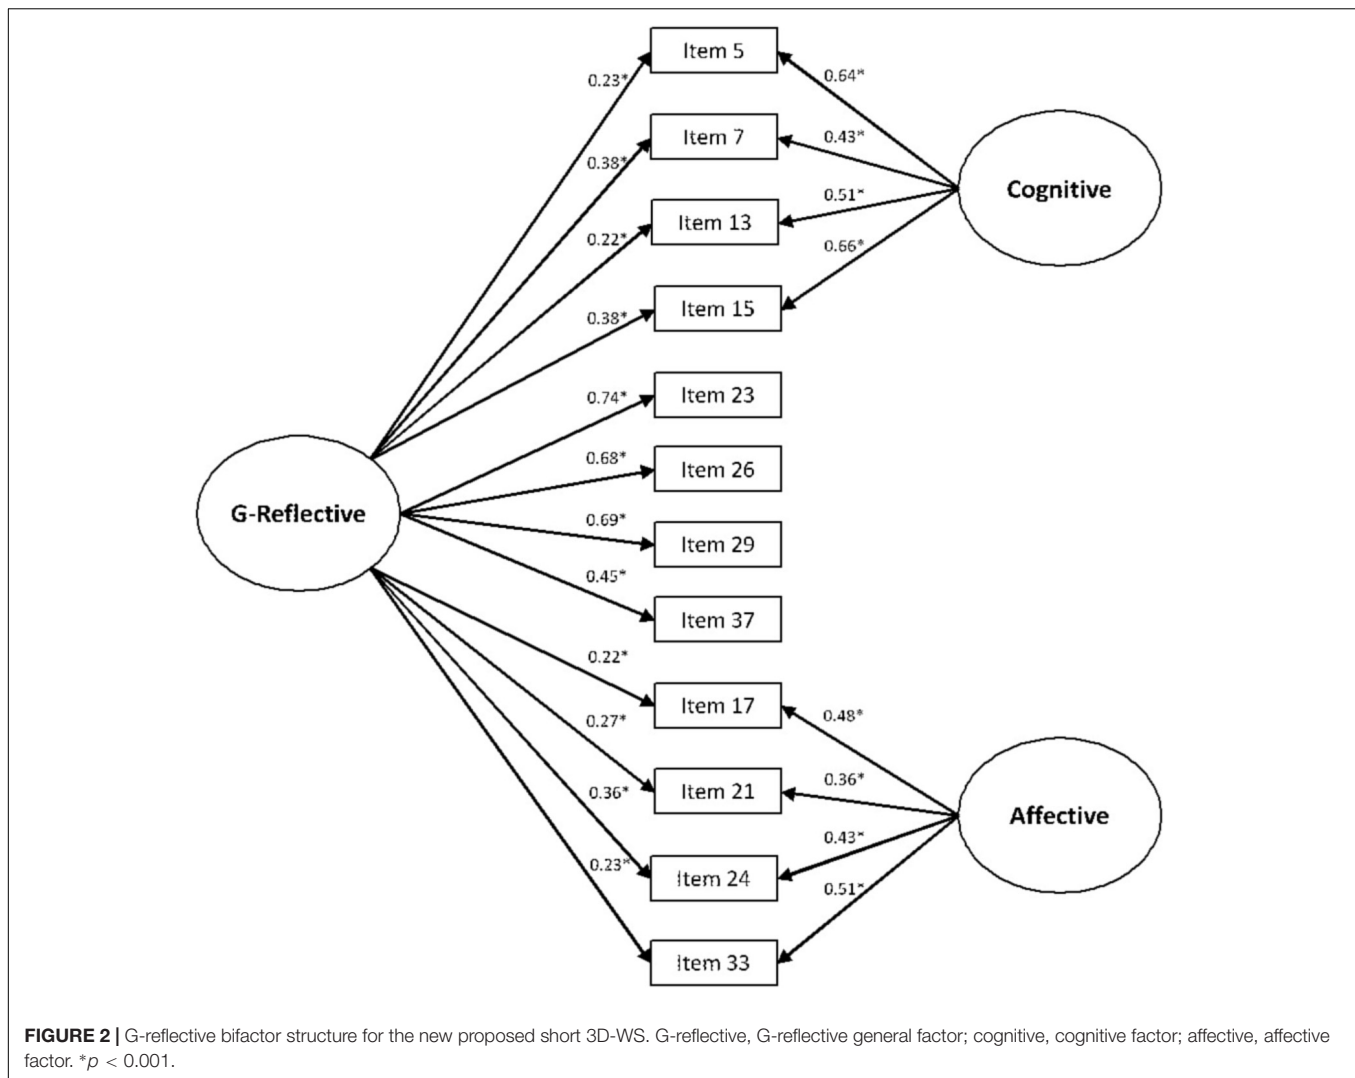 Item 5
0.23*
0.64*
Item 7
0.38*
0.43*
Cognitive
Item 13
0.22*
0.51*
Item 15
0.38*
0.66*
Item 23
0.74*
Item 26
0.68*
G-Reflective
Item 29
0.69*
Item 37
0.45*
Item 17
0.22*
0.48*
Item 21
0.27*
0.36*
Affective
Item 24
0.36*
0.43*
Item 33
0.23*
0.51*
FIGURE 2 | G-reflective bifactor structure for the new proposed short 3D-WS. G-reflective, G-reflective general factor; cognitive, cognitive factor; affective, affective
factor. *p < 0.001.